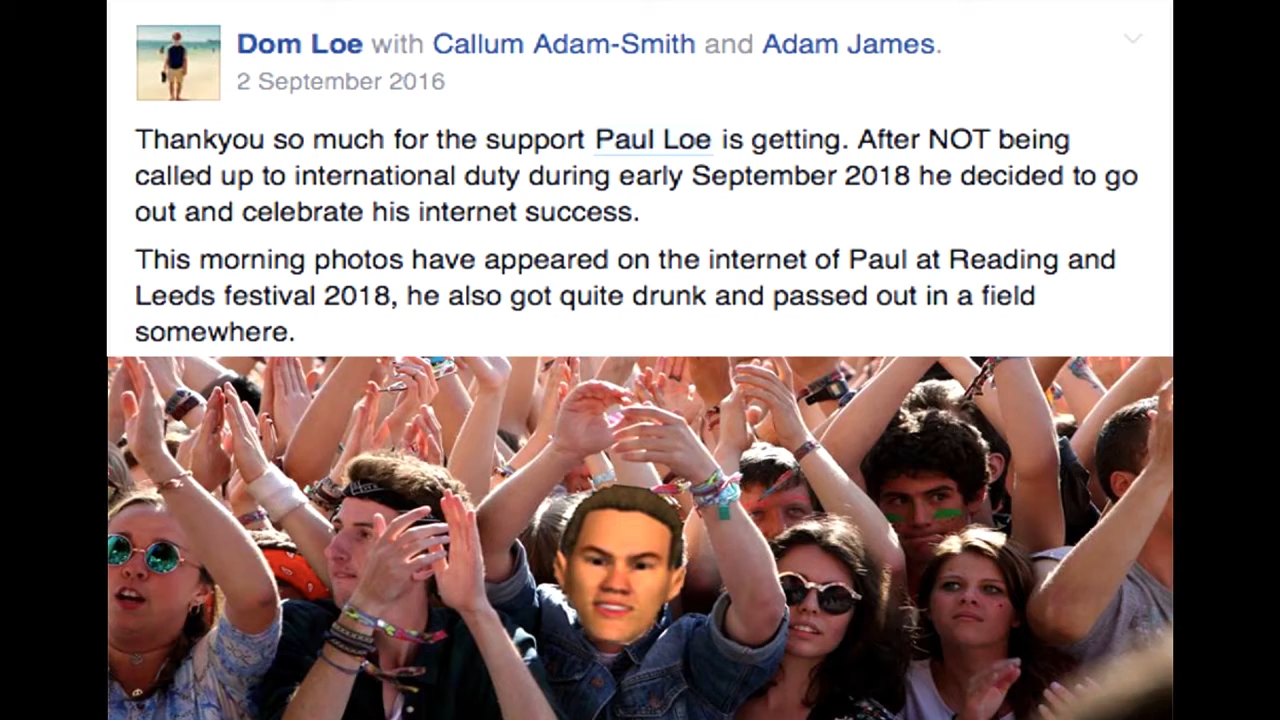 Dom Loe with Callum Adam-Smith and Adam James.
2 September 2016
Thankyou so much for the support Paul Loe is getting. After NOT being
called up to international duty during early September 2018 he decided to go
out and celebrate his internet success.
This morning photos have appeared on the internet of Paul at Reading and
Leeds festival 2018, he also got quite drunk and passed out in a field
somewhere.